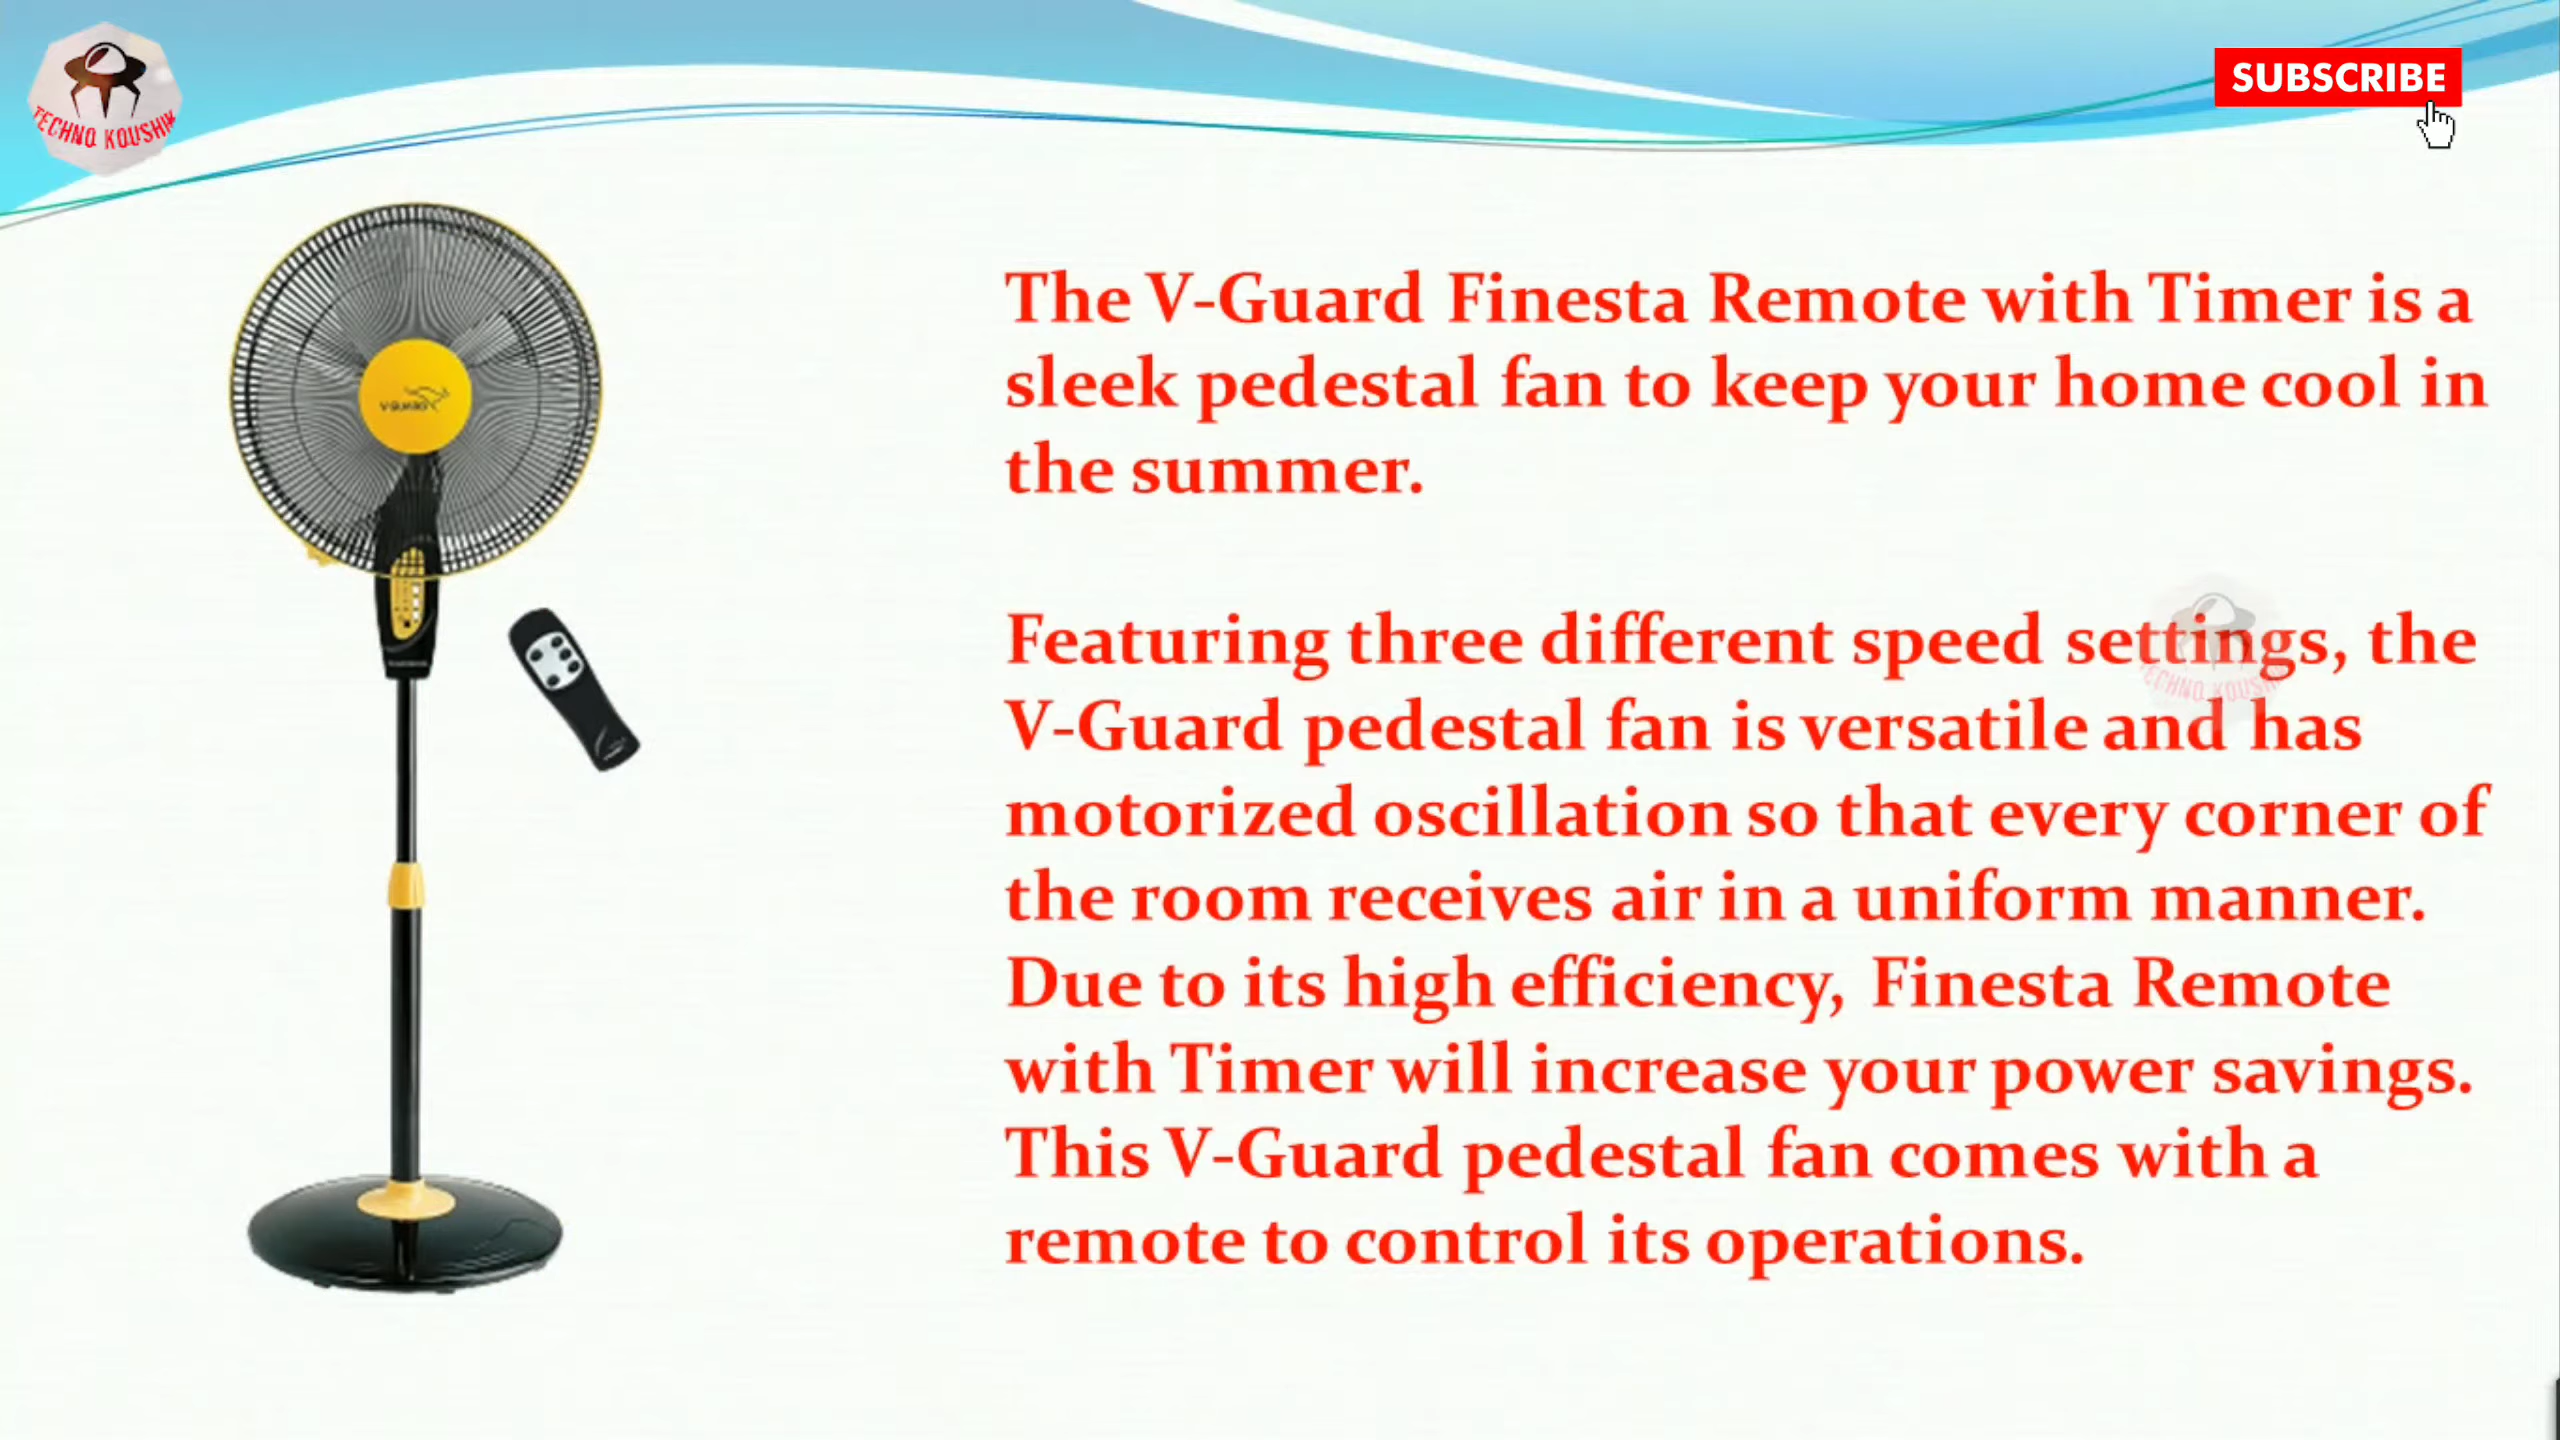 TECHNO KOUSHIK
SUBSCRIBE
V-GUARD
The V-Guard Finesta Remote with Timer is a
sleek pedestal fan to keep your home cool in
the summer.
Featuring three different speed settings, the
V-Guard pedestal fan is versatile and has
motorized oscillation so that every corner of
the room receives air in a uniform manner.
Due to its high efficiency, Finesta Remote
with Timer will increase your power savings.
This V-Guard pedestal fan comes with a
remote to control its operations.